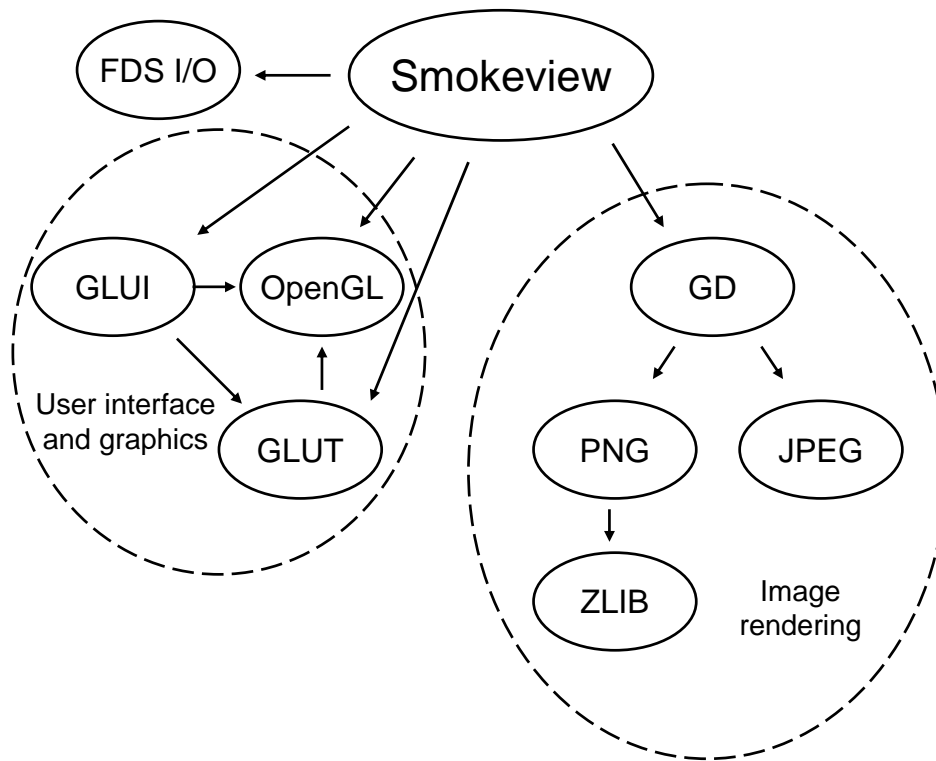 Smokeview
FDS I/O
GLUI
OpenGL
User interface
and graphics
GLUT
GD
PNG
JPEG
ZLIB
Image
rendering